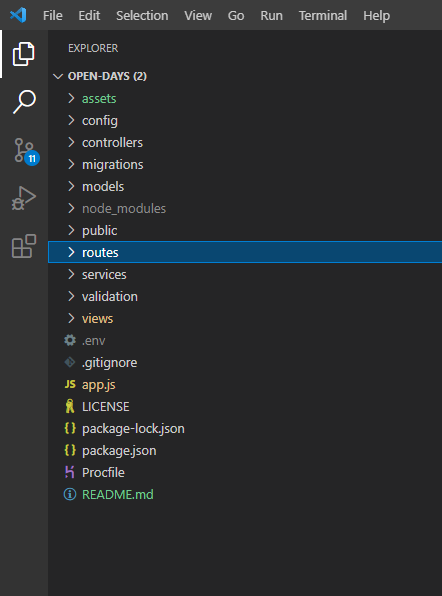 File Edit Selection View Go Run Terminal Help
EXPLORER
OPEN-DAYS (2)
assets
config
controllers
migrations
models
node_modules
public
routes
services
validation
views
.env
.gitignore
JS app.js
LICENSE
{} package-lock.json
{} package.json
Procfile
README.md
11